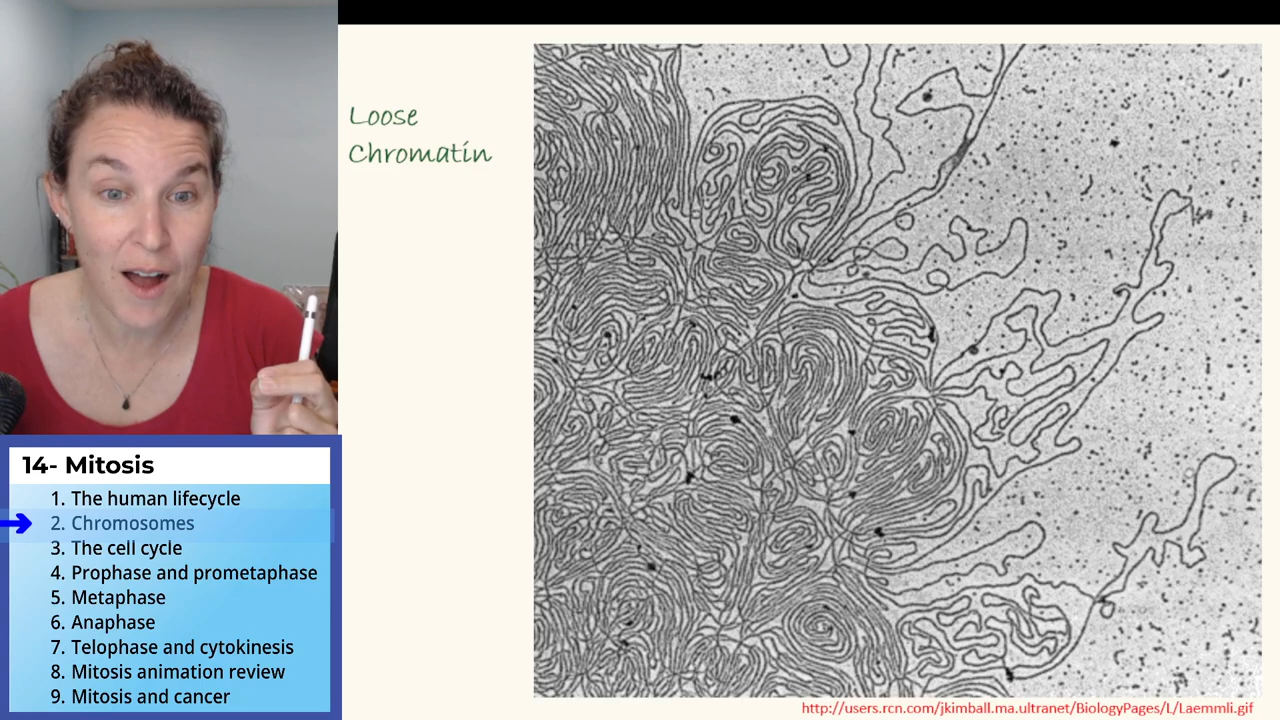 Loose
Chromatin
14- Mitosis
1. The human lifecycle
2. Chromosomes
3. The cell cycle
4. Prophase and prometaphase
5. Metaphase
6. Anaphase
7. Telophase and cytokinesis
8. Mitosis animation review
9. Mitosis and cancer
http://users.rcn.com/jkimball.ma.ultranet/BiologyPages/L/Laemmli.gif